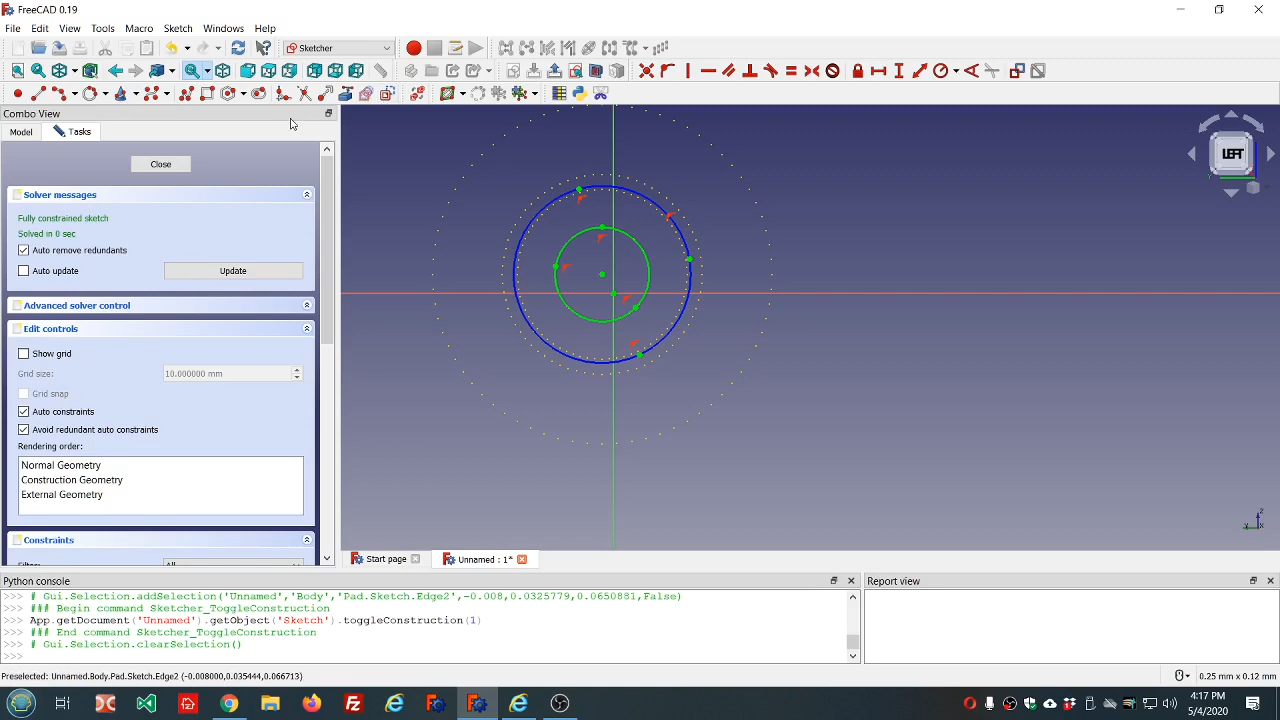 FreeCAD 0.19
File Edit View Tools Macro Sketch Windows Help
Sketcher
Combo View
Model Tasks
Close
Solver messages
Fully constrained sketch
Solved in 0 sec
Auto remove redundants
Auto update Update
Advanced solver control
Edit controls
Show grid
Grid size: 10.000000 mm
Grid snap
Auto constraints
Avoid redundant auto constraints
Rendering order:
Normal Geometry
Construction Geometry
External Geometry
Constraints
LEFT
Start page Unnamed : 1*
Python console Report view
>>> # Gui.Selection.addSelection('Unnamed','Body','Pad.Sketch.Edge2',-0.008,0.0325779,0.0650881,False)
>>> ### Begin command Sketcher_ToggleConstruction
>>> App.getDocument('Unnamed').getObject('Sketch').toggleConstruction(1)
>>> ### End command Sketcher_ToggleConstruction
>>> # Gui.Selection.clearSelection()
>>>
Preselected: Unnamed.Body.Pad.Sketch.Edge2 (-0.008000,0.035444,0.066713) 0.25 mm x 0.12 mm
4:17 PM
5/4/2020